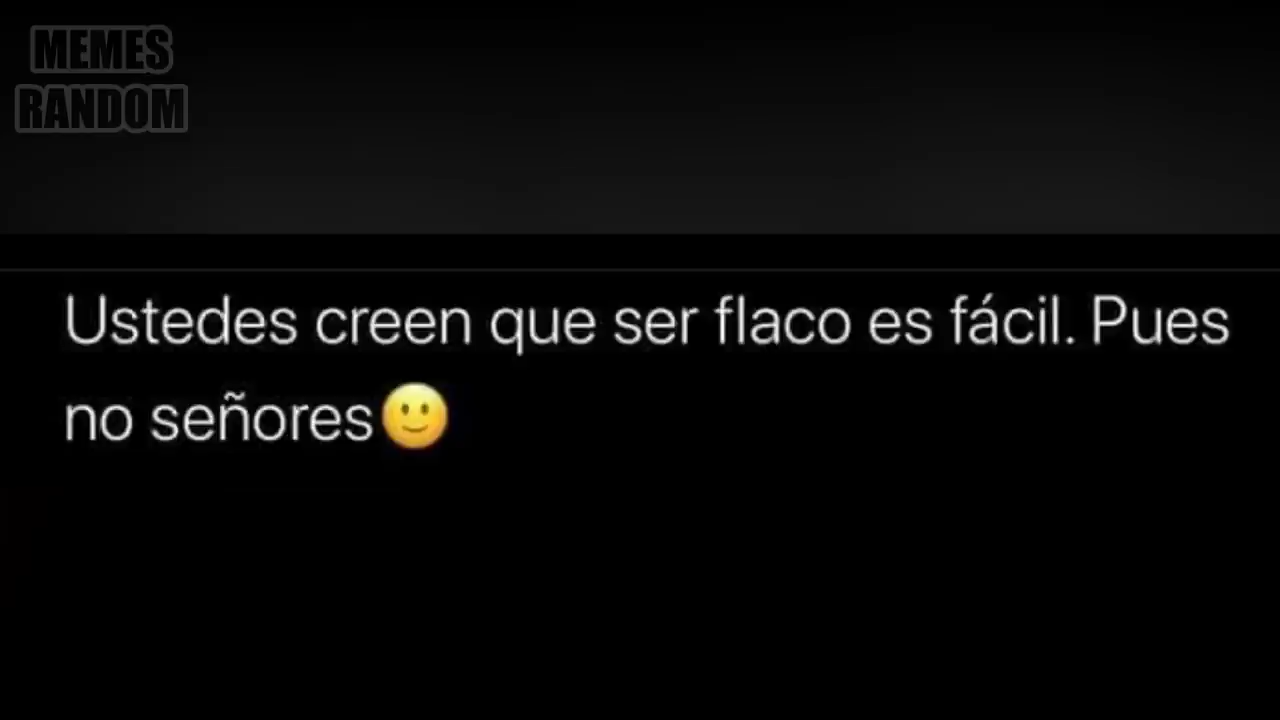 MEMES
RANDOM
Ustedes creen que ser flaco es fácil. Pues
no señores🙂